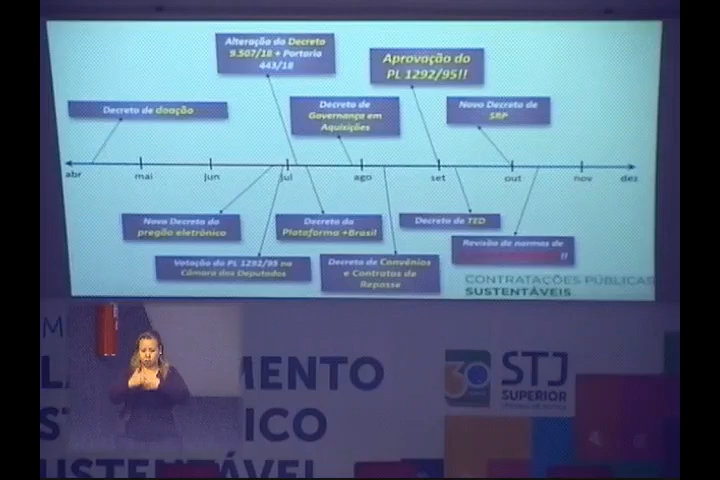 Alteração do Decreto
9.507/18 + Portaria
443/18
Aprovação do
PL 1292/95!!
Decreto de doação
Decreto de
Governança em
Aquisições
Novo Decreto de
SRP
abr
mai
jun
jul
ago
set
out
nov
dez
Novo Decreto do
pregão eletrônico
Decreto da
Plataforma +Brasil
Decreto de TED
Votação do PL 1292/95 na
Câmara dos Deputados
Decreto de Convênios
e Contratos de
Repasse
Revisão de normas de
!!
CONTRATAÇÕES PÚBLICAS
SUSTENTÁVEIS
MENTO
ICO
SUSTENTÁVEL
30
STJ
SUPERIOR